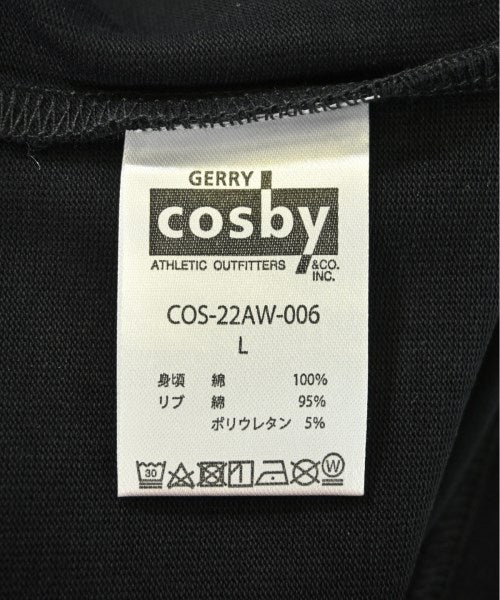 GERRY
cosby
ATHLETIC OUTFITTERS &CO. INC.
COS-22AW-006
L
身頃 綿 100%
リブ 綿 95%
ポリウレタン 5%
30 W